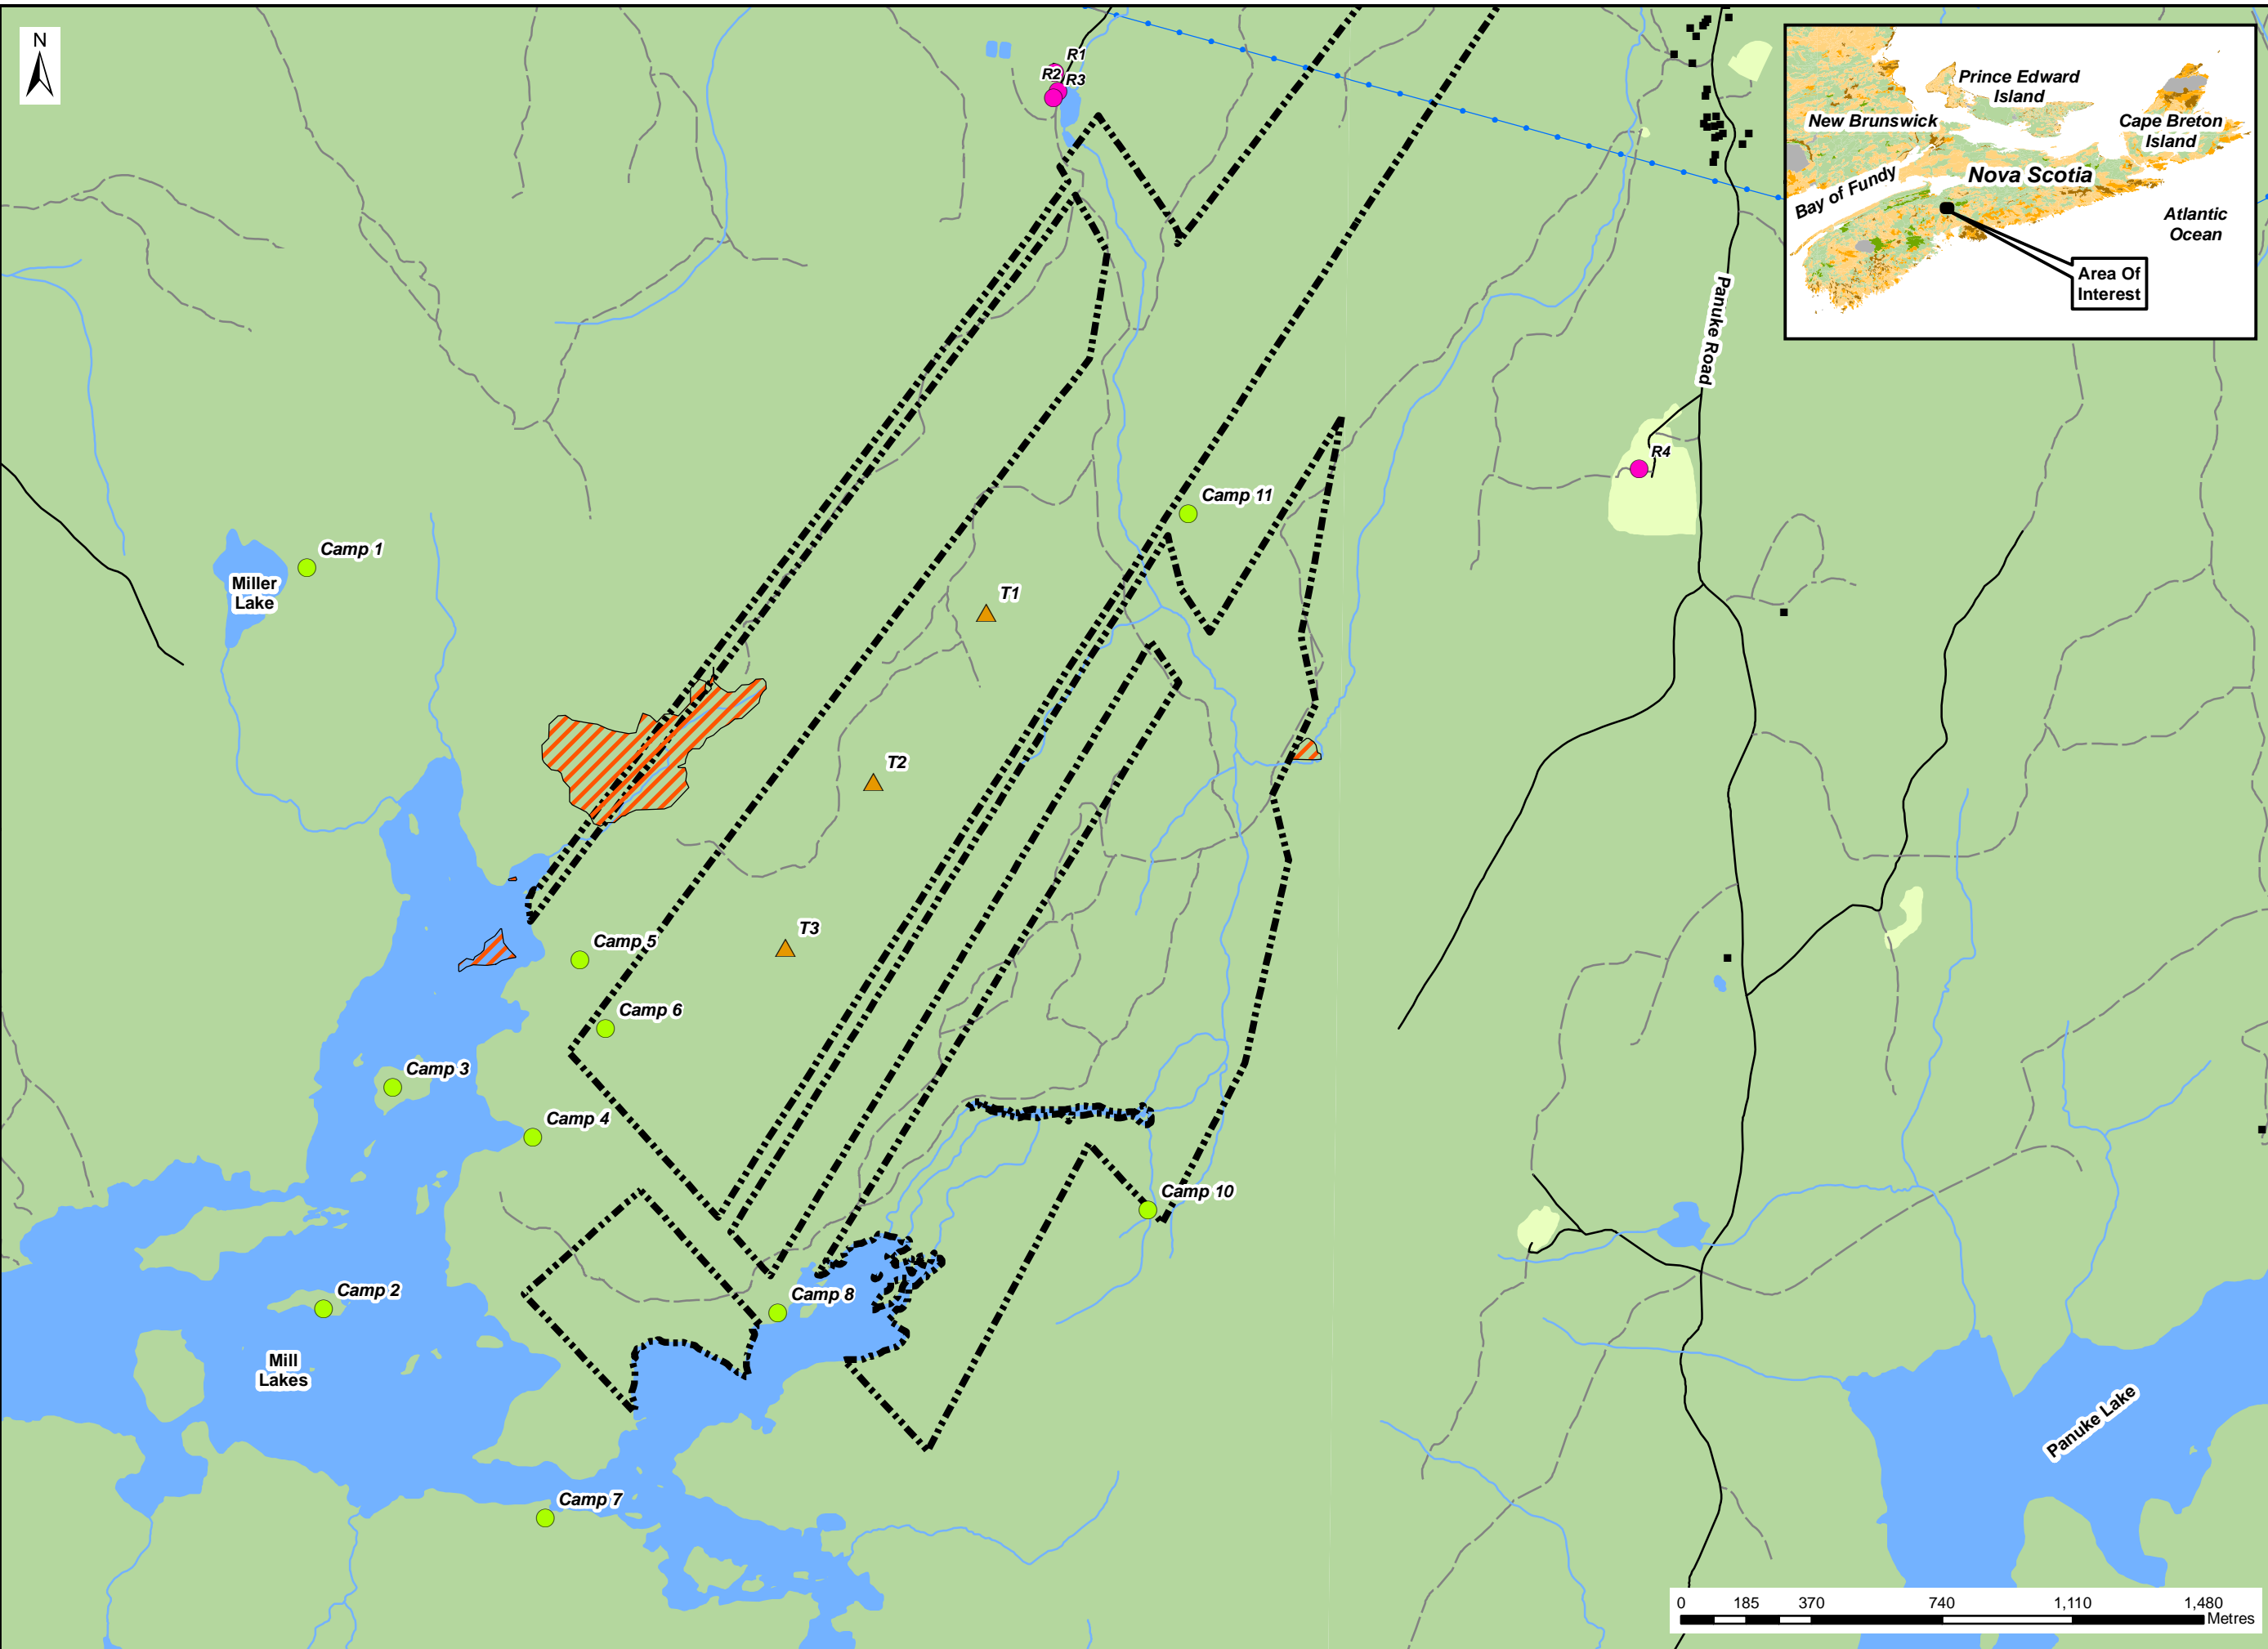 N
R1
R2
R3
Prince Edward
Island
New Brunswick
Cape Breton
Island
Nova Scotia
Bay of Fundy
Atlantic
Ocean
Area Of
Interest
Panuke Road
R4
Camp 11
Camp 1
Miller
Lake
T1
T2
T3
Camp 5
Camp 6
Camp 3
Camp 4
Camp 10
Camp 2
Camp 8
Mill
Lakes
Panuke Lake
Camp 7
0 185 370 740 1,110 1,480
Metres